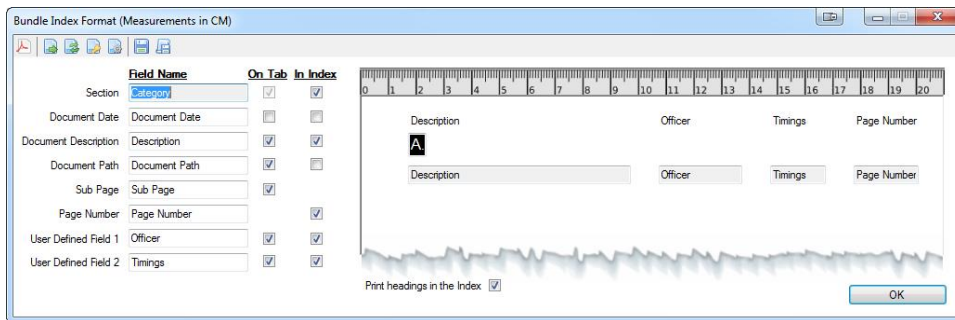 Bundle Index Format (Measurements in CM)
Field Name On Tab In Index
Section Category
Document Date Document Date
Document Description Description
Document Path Document Path
Sub Page Sub Page
Page Number Page Number
User Defined Field 1 Officer
User Defined Field 2 Timings
0 1 2 3 4 5 6 7 8 9 10 11 12 13 14 15 16 17 18 19 20
Description Officer Timings Page Number
A.
Description Officer Timings Page Number
Print headings in the Index
OK